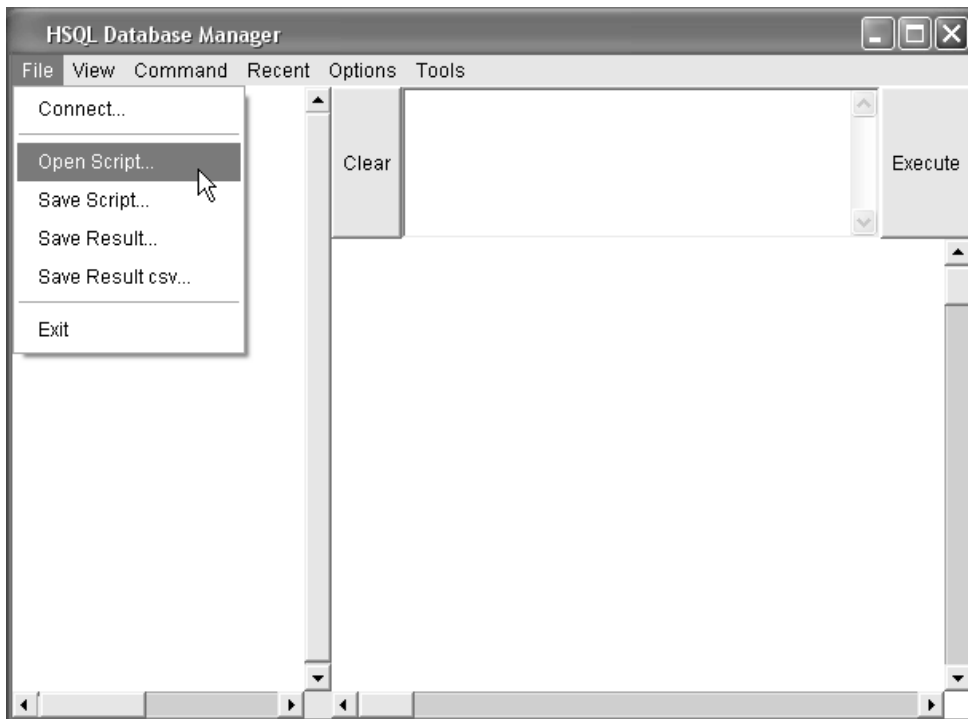 HSQL Database Manager
File View Command Recent Options Tools
Connect...
Open Script...
Save Script...
Save Result...
Save Result csv...
Exit
Clear
Execute